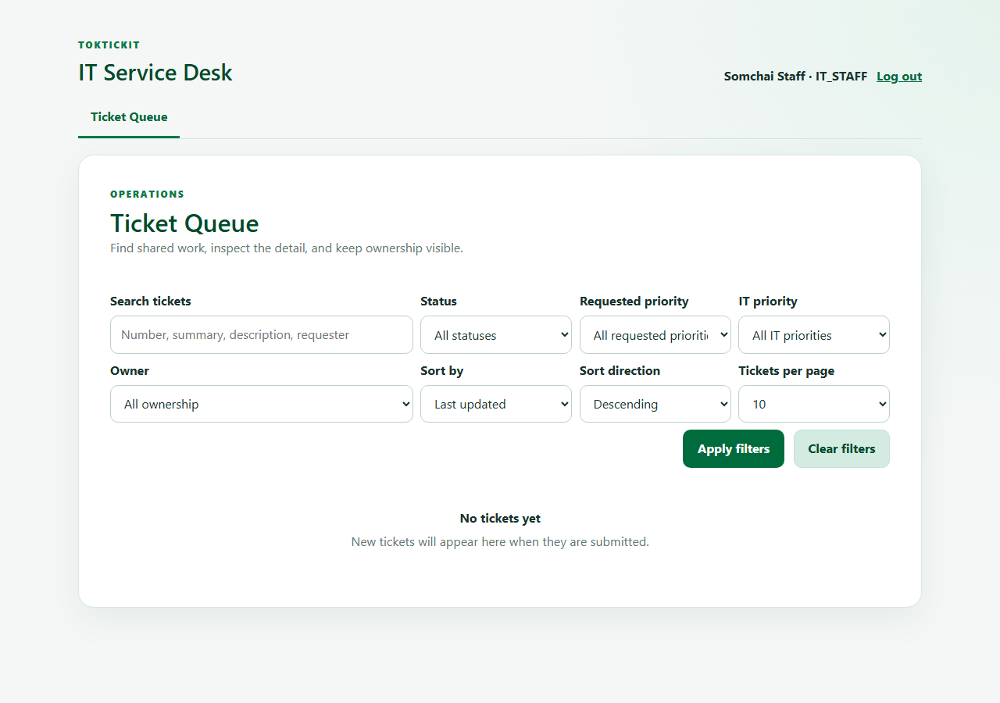 TOKTICKIT
IT Service Desk
Somchai Staff · IT_STAFF Log out
Ticket Queue
OPERATIONS
Ticket Queue
Find shared work, inspect the detail, and keep ownership visible.
Search tickets Status Requested priority IT priority
Number, summary, description, requester All statuses All requested prioriti All IT priorities
Owner Sort by Sort direction Tickets per page
All ownership Last updated Descending 10
Apply filters Clear filters
No tickets yet
New tickets will appear here when they are submitted.